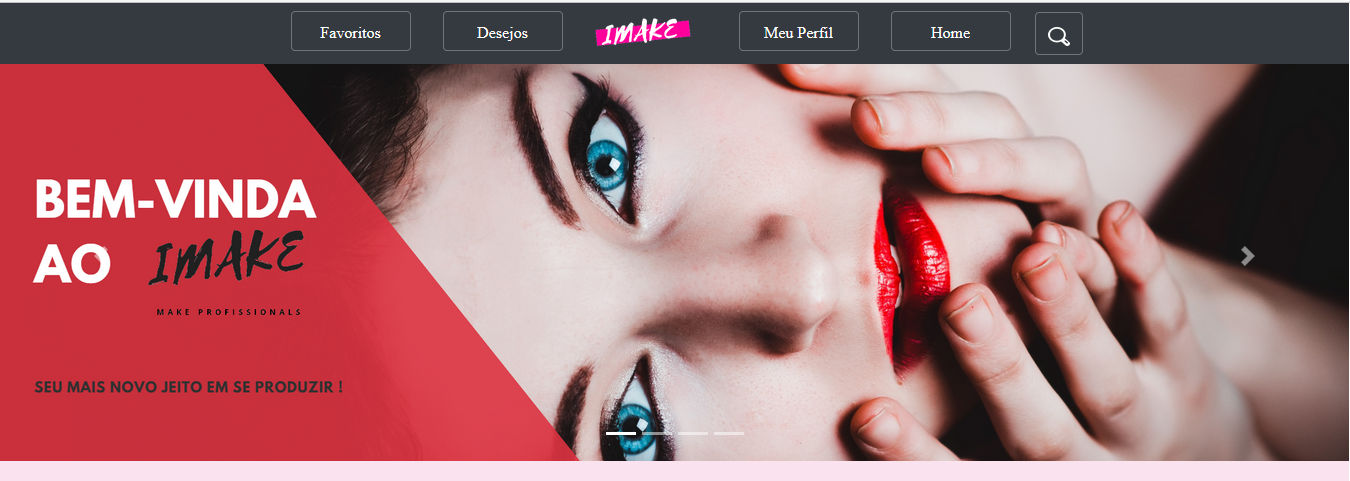 Favoritos
Desejos
IMAKE
Meu Perfil
Home
BEM-VINDA
AO IMAKE
MAKE PROFISSIONALS
SEU MAIS NOVO JEITO EM SE PRODUZIR !